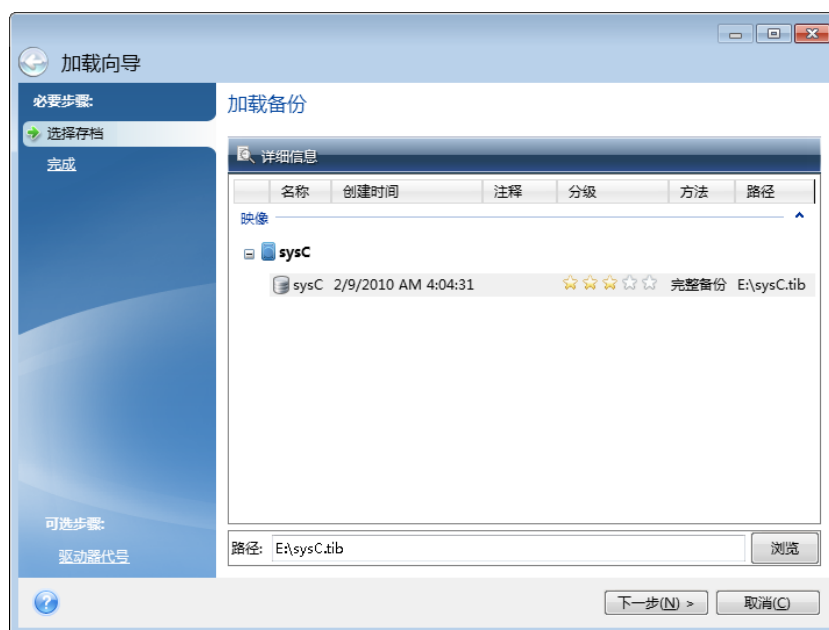 加载向导
必要步骤:
选择存档
完成
可选步骤:
驱动器代号
加载备份
详细信息
名称 创建时间 注释 分级 方法 路径
映像
sysC
sysC 2/9/2010 AM 4:04:31 完整备份 E:\sysC.tib
路径: E:\sysC.tib 浏览
下一步(N) > 取消(C)